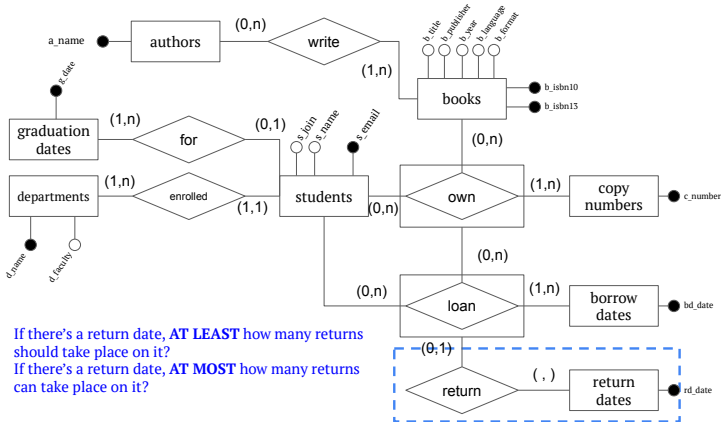 a_name
authors
(0,n)
write
(1,n)
b_title
b_publisher
b_year
b_language
b_format
books
b_isbn10
b_isbn13
(0,n)
g_date
graduation
dates
(1,n)
for
(0,1)
s_join
s_name
s_email
departments
(1,n)
enrolled
(1,1)
students
(0,n)
own
(1,n)
copy
numbers
c_number
d_name
d_faculty
(0,n)
(0,n)
loan
(1,n)
borrow
dates
bd_date
If there's a return date, AT LEAST how many returns
should take place on it?
If there's a return date, AT MOST how many returns
can take place on it?
(0,1)
return
( , )
return
dates
rd_date